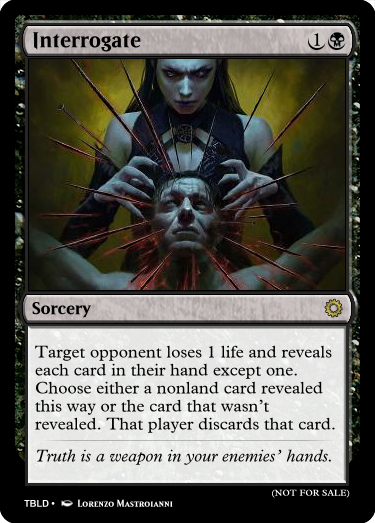 Interrogate 1
Sorcery
Target opponent loses 1 life and reveals
each card in their hand except one.
Choose either a nonland card revealed
this way or the card that wasn't
revealed. That player discards that card.
Truth is a weapon in your enemies' hands.
(NOT FOR SALE)
TBLD • Lorenzo Mastroianni